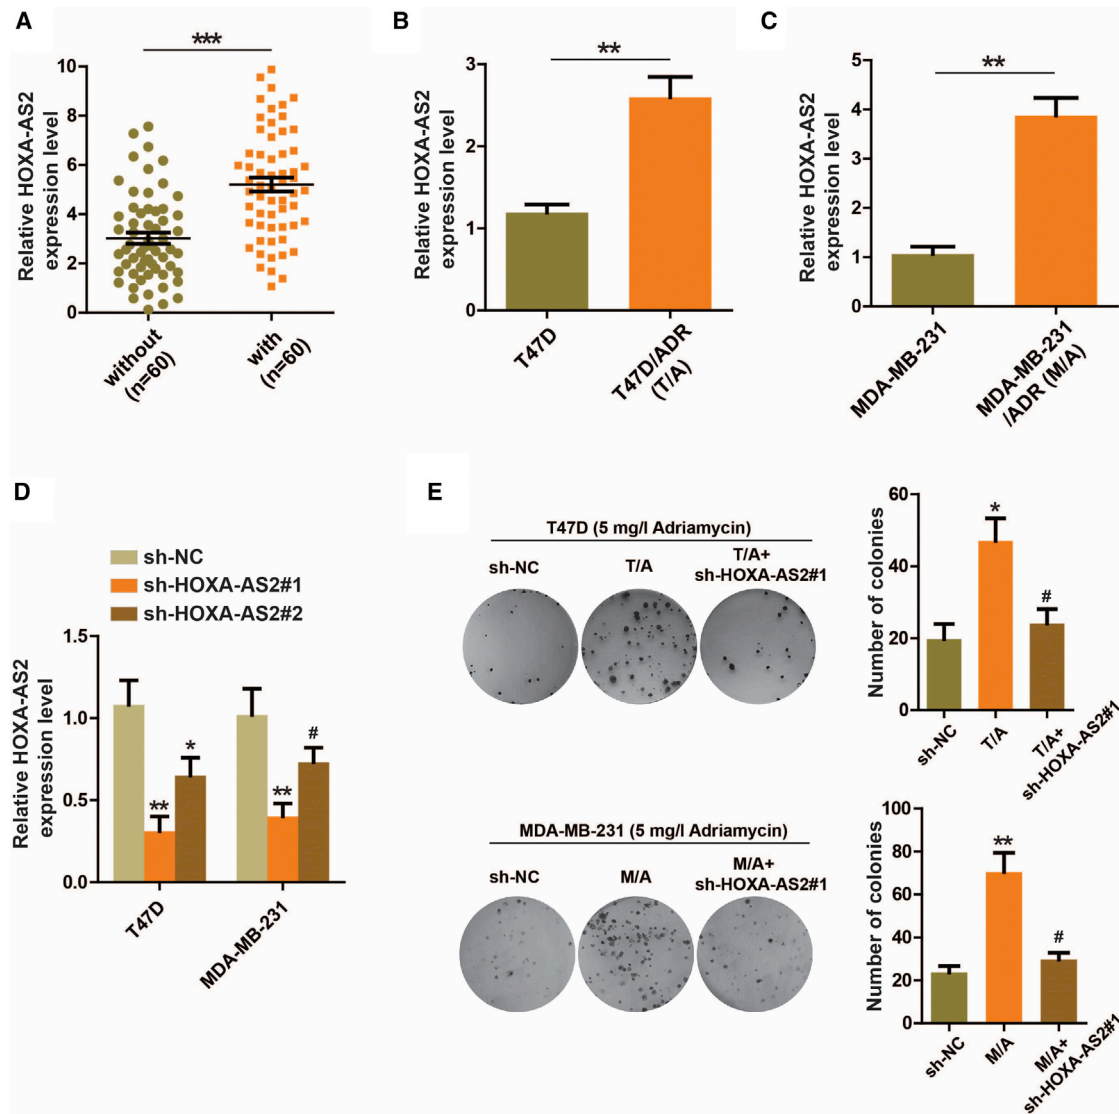 A
***
Relative HOXA-AS2
expression level
10
8
6
4
2
0
without
(n=60)
with
(n=60)
B
**
Relative HOXA-AS2
expression level
3
2
1
0
T47D
T47D/ADR
(T/A)
C
**
Relative HOXA-AS2
expression level
5
4
3
2
1
0
MDA-MB-231
MDA-MB-231
/ADR (M/A)
D
sh-NC
sh-HOXA-AS2#1
sh-HOXA-AS2#2
Relative HOXA-AS2
expression level
1.5
1.0
0.5
0.0
**
*
**
#
T47D
MDA-MB-231
E
T47D (5 mg/l Adriamycin)
sh-NC
T/A
T/A+
sh-HOXA-AS2#1
Number of colonies
60
40
20
0
*
#
sh-NC
T/A
T/A+
sh-HOXA-AS2#1
MDA-MB-231 (5 mg/l Adriamycin)
sh-NC
M/A
M/A+
sh-HOXA-AS2#1
Number of colonies
100
80
60
40
20
0
**
#
sh-NC
M/A
M/A+
sh-HOXA-AS2#1